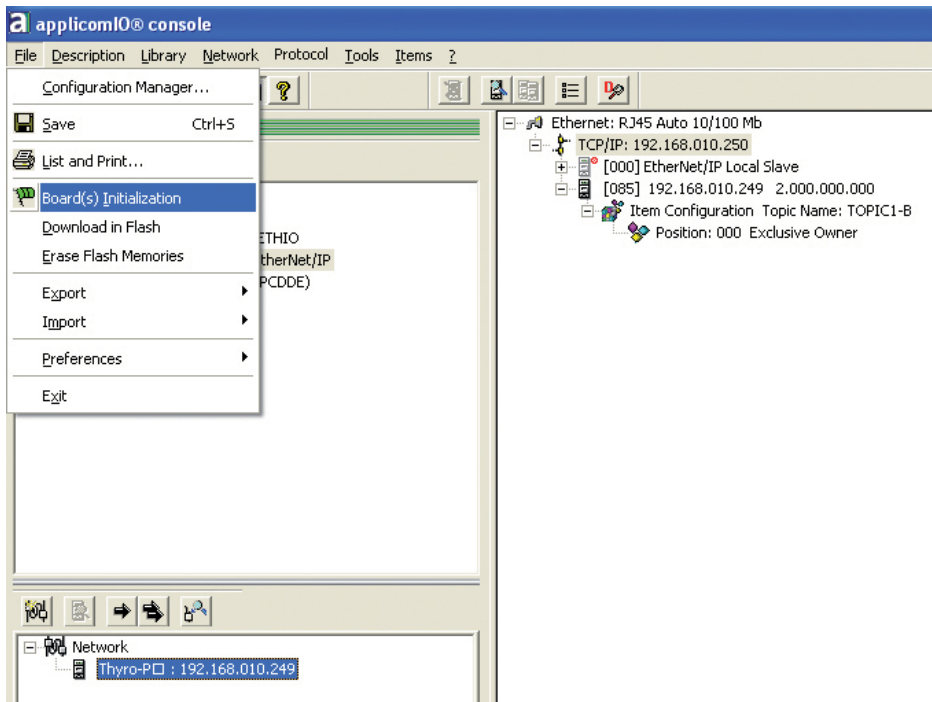 applicomIO® console
File Description Library Network Protocol Tools Items ?
Configuration Manager...
Save Ctrl+S
List and Print...
Board(s) Initialization
Download in Flash
Erase Flash Memories
Export
Import
Preferences
Exit
ETHIO
therNet/IP
PCDDE)
Network
Thyro-P□ : 192.168.010.249
Ethernet: RJ45 Auto 10/100 Mb
TCP/IP: 192.168.010.250
[000] EtherNet/IP Local Slave
[085] 192.168.010.249 2.000.000.000
Item Configuration Topic Name: TOPIC1-B
Position: 000 Exclusive Owner